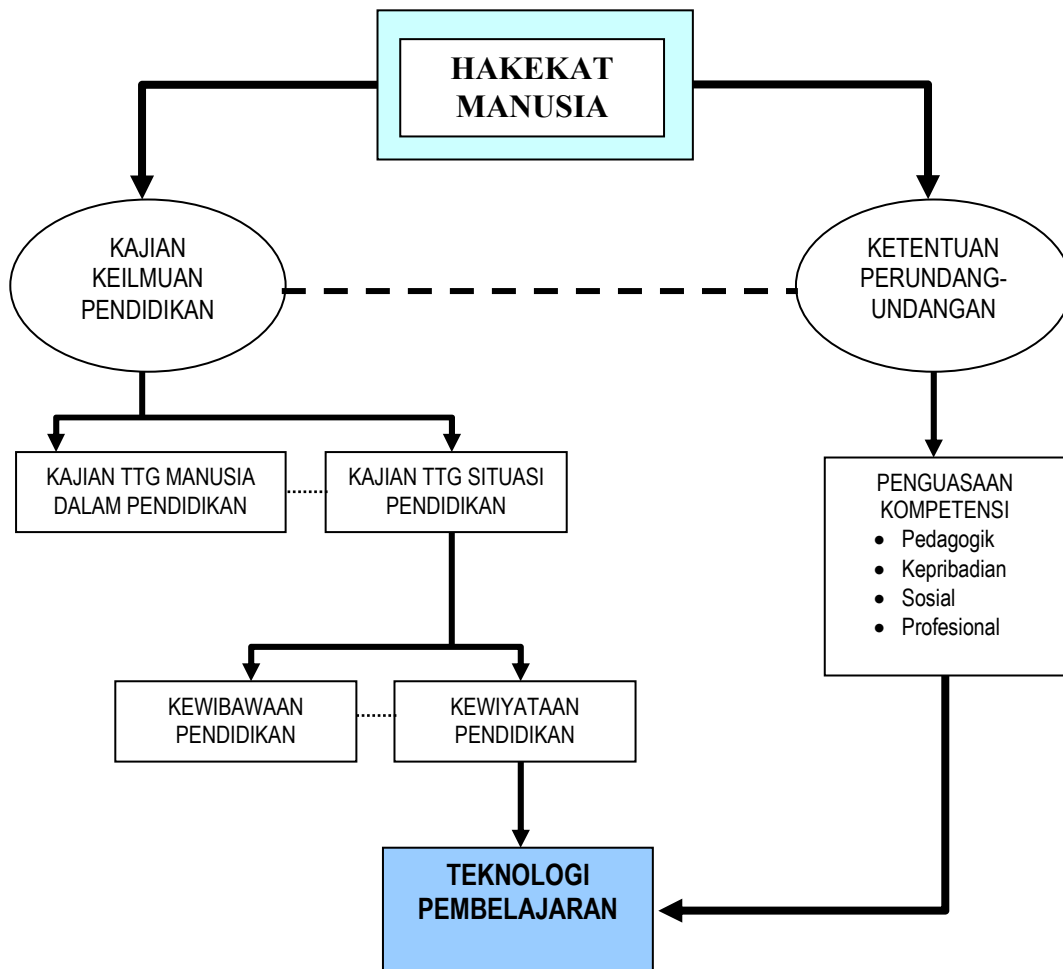 HAKEKAT
MANUSIA
KAJIAN
KEILMUAN
PENDIDIKAN
KETENTUAN
PERUNDANG-
UNDANGAN
KAJIAN TTG MANUSIA
DALAM PENDIDIKAN
KAJIAN TTG SITUASI
PENDIDIKAN
PENGUASAAN
KOMPETENSI
• Pedagogik
• Kepribadian
• Sosial
• Profesional
KEWIBAWAAN
PENDIDIKAN
KEWIYATAAN
PENDIDIKAN
TEKNOLOGI
PEMBELAJARAN